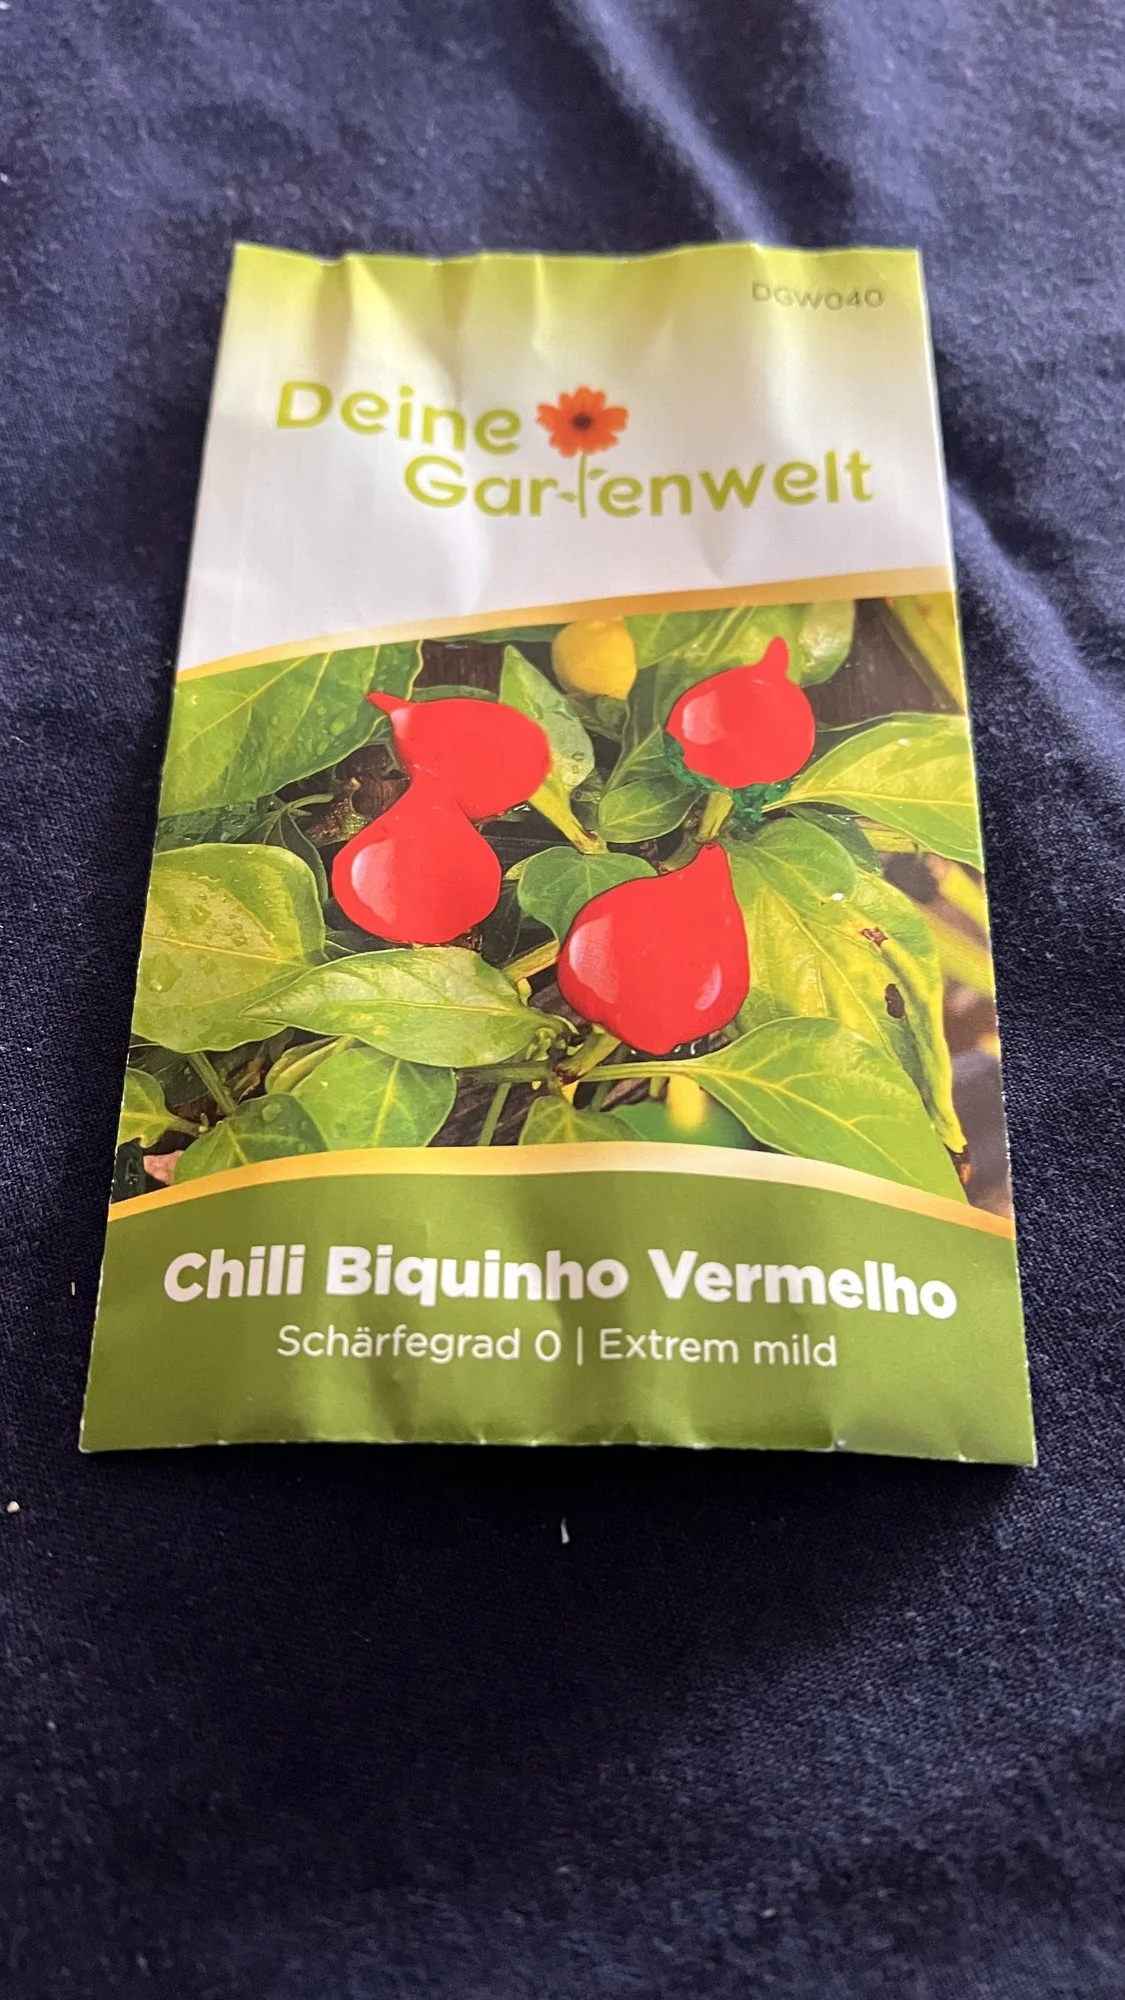 DGW040
Deine
Gartenwelt
Chili Biquinho Vermelho
Schärfegrad 0 | Extrem mild